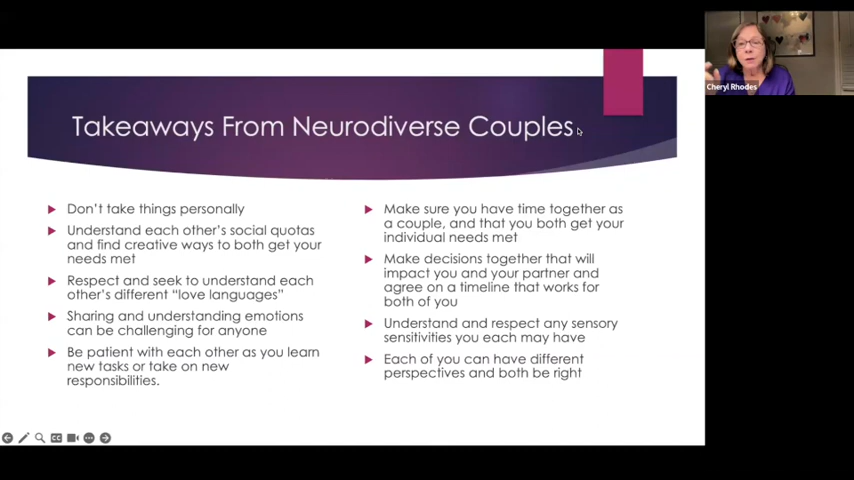 Takeaways From Neurodiverse Couples
Don't take things personally
Understand each other's social quotas
and find creative ways to both get your
needs met
Respect and seek to understand each
other's different "love languages"
Sharing and understanding emotions
can be challenging for anyone
Be patient with each other as you learn
new tasks or take on new
responsibilities.
Make sure you have time together as
a couple, and that you both get your
individual needs met
Make decisions together that will
impact you and your partner and
agree on a timeline that works for
both of you
Understand and respect any sensory
sensitivities you each may have
Each of you can have different
perspectives and both be right
Cheryl Rhodes
CC